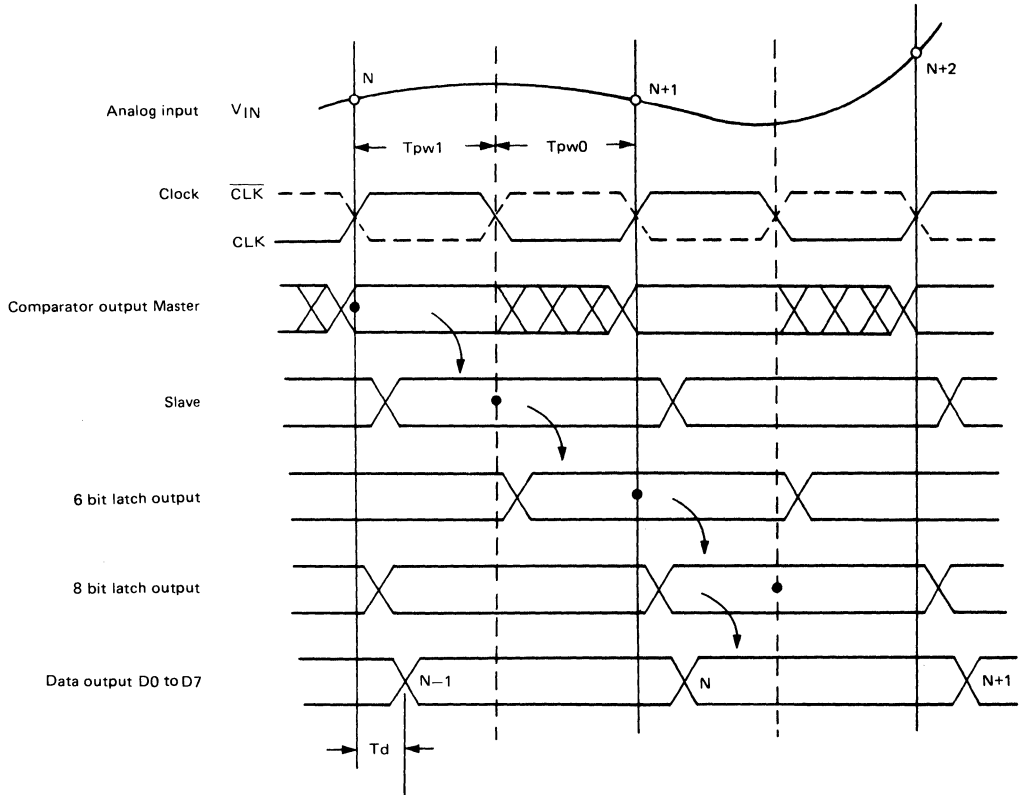 N
N+1
N+2
Analog input VIN
Tpw1 Tpw0
Clock CLK
CLK
Comparator output Master
Slave
6 bit latch output
8 bit latch output
Data output D0 to D7 N−1 N N+1
Td